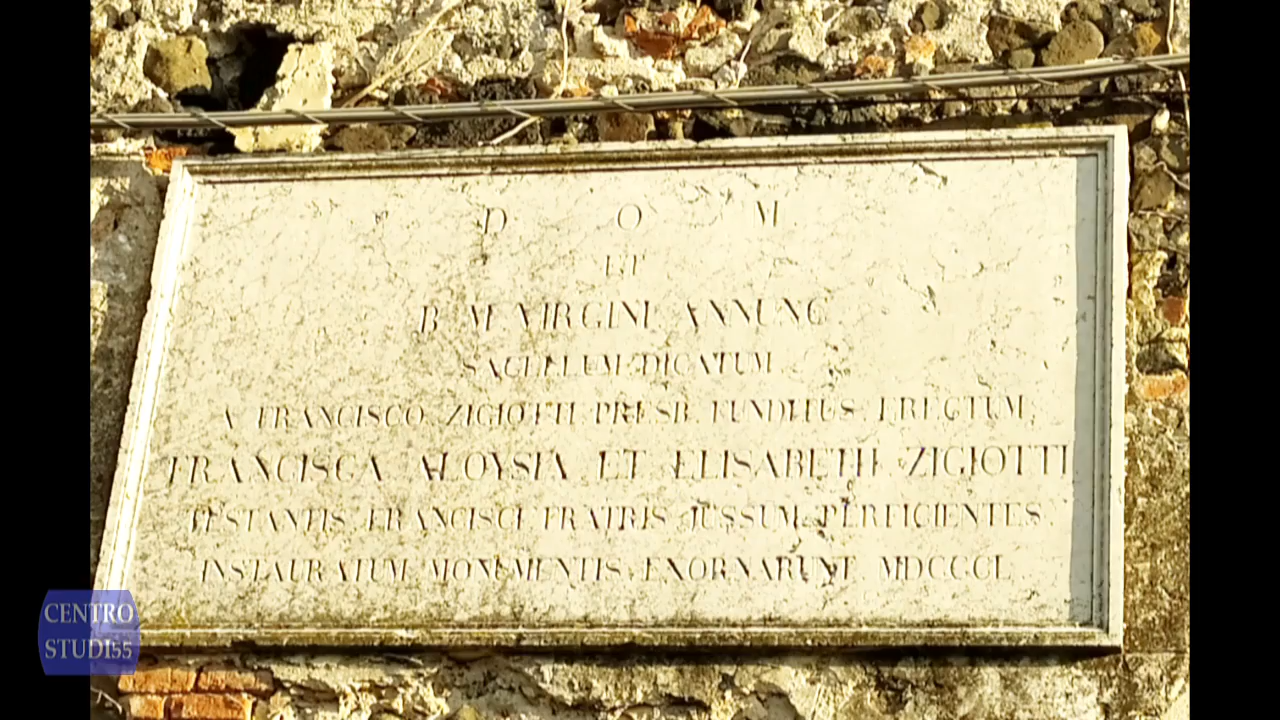 D O M
ET
B M VIRGINI ANNUNC
SACELLUM DICATUM
A FRANCISCO ZIGIOTTI PRESB. FUNDITUS ERECTUM,
FRANCISCA ALOYSIA ET ELISABETH ZIGIOTTI
TESTANTIS FRANCISCI FRATRIS JUSSUM PERFICIENTES
INSTAURATUM MONUMENTIS EXORNARUNT MDCCCL
CENTRO
STUDI55